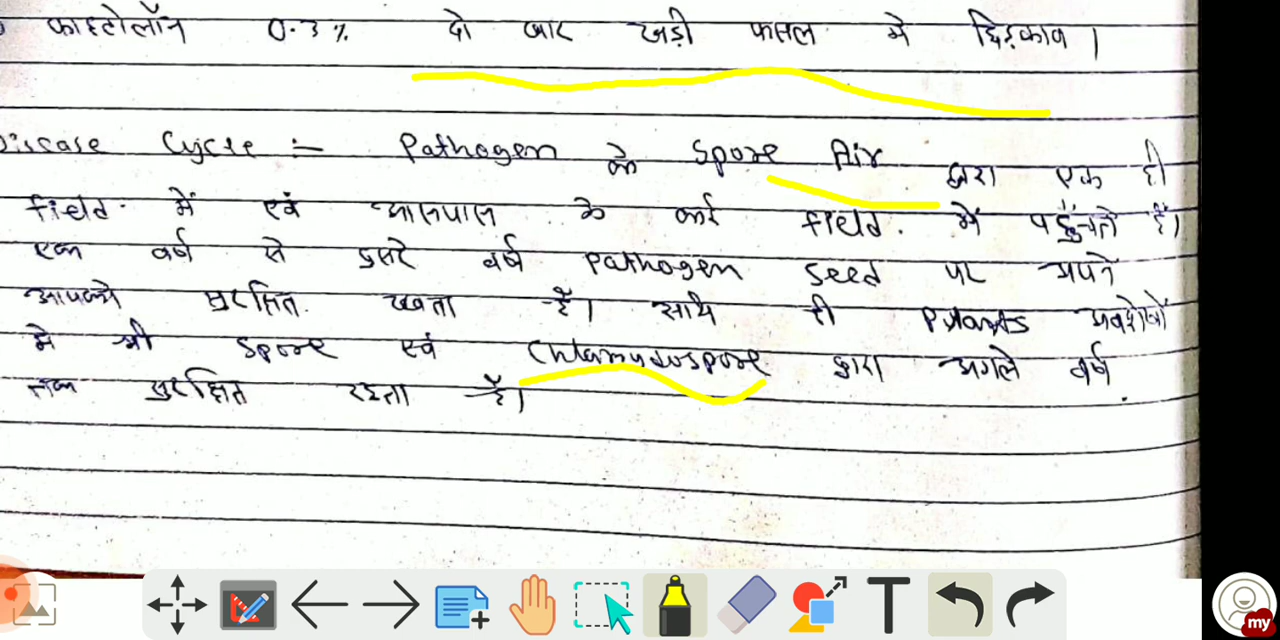 फाइटोलॉन 0.3% दो बार खड़ी फसल में छिड़काव।
Disease Cycle :- Pathogen के Spore Air द्वारा एक ही
field में एवं आसपास के कई field में पहुँचते हैं।
एक वर्ष से दुसरे वर्ष Pathogen Seed पर अपने
आपको सुरक्षित रखता है। साथ ही Plants अवशेषों
में भी Spore एवं Chlamydospore द्वारा अगले वर्ष
तक सुरक्षित रहता है।
T
my